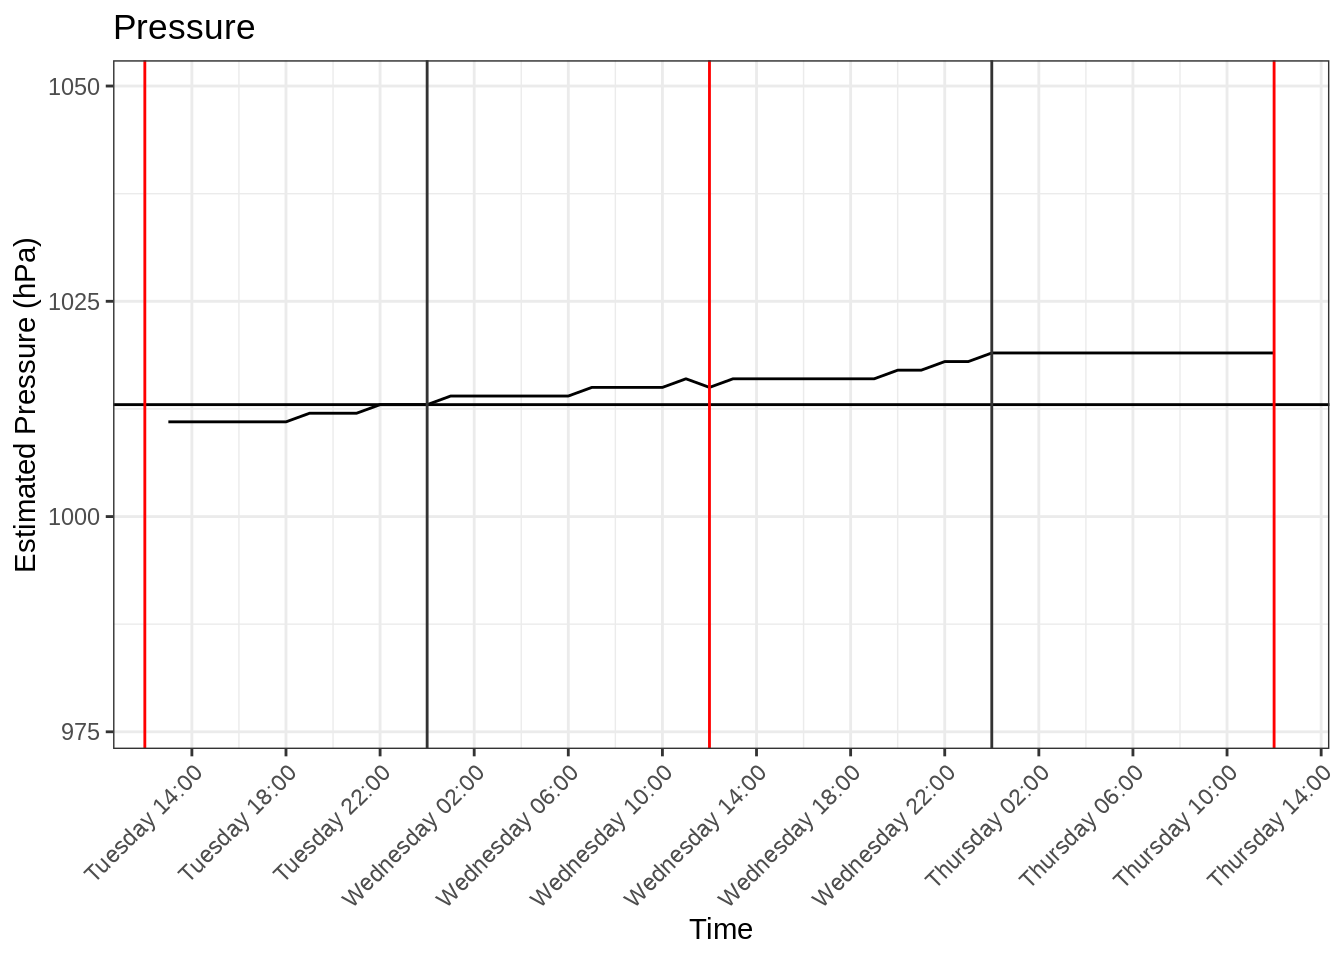 Pressure
1050
1025
1000
975
Estimated Pressure (hPa)
Tuesday 14:00
Tuesday 18:00
Tuesday 22:00
Wednesday 02:00
Wednesday 06:00
Wednesday 10:00
Wednesday 14:00
Wednesday 18:00
Wednesday 22:00
Thursday 02:00
Thursday 06:00
Thursday 10:00
Thursday 14:00
Time